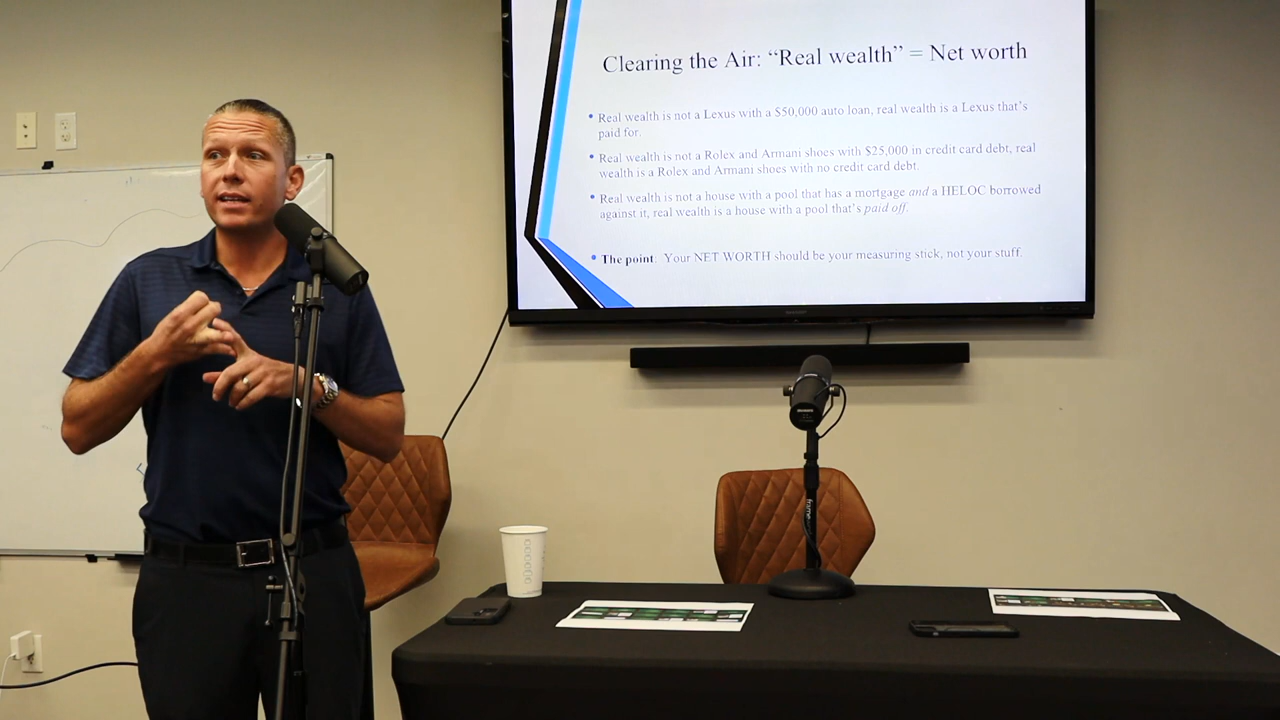 Clearing the Air: “Real wealth” = Net worth
• Real wealth is not a Lexus with a $50,000 auto loan, real wealth is a Lexus that’s
paid for.
• Real wealth is not a Rolex and Armani shoes with $25,000 in credit card debt, real
wealth is a Rolex and Armani shoes with no credit card debt.
• Real wealth is not a house with a pool that has a mortgage and a HELOC borrowed
against it, real wealth is a house with a pool that’s paid off.
• The point: Your NET WORTH should be your measuring stick, not your stuff.
frame